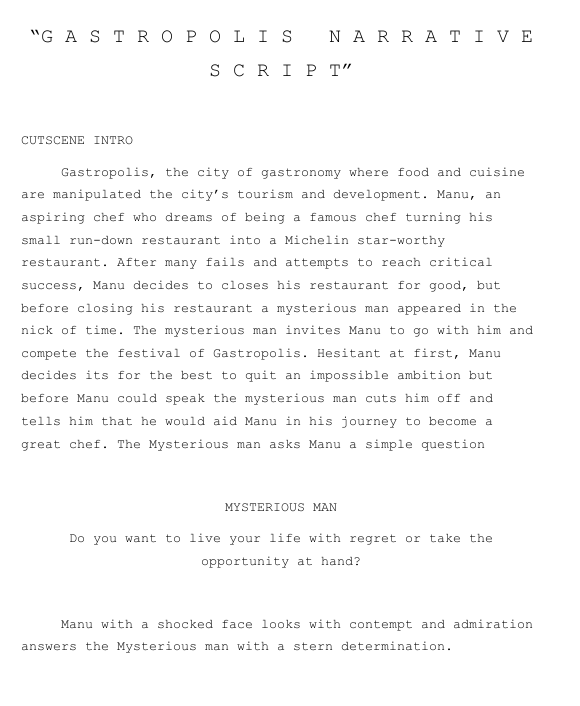 “GASTROPOLIS NARRATIVE
SCRIPT”
CUTSCENE INTRO
Gastropolis, the city of gastronomy where food and cuisine
are manipulated the city’s tourism and development. Manu, an
aspiring chef who dreams of being a famous chef turning his
small run-down restaurant into a Michelin star-worthy
restaurant. After many fails and attempts to reach critical
success, Manu decides to closes his restaurant for good, but
before closing his restaurant a mysterious man appeared in the
nick of time. The mysterious man invites Manu to go with him and
compete the festival of Gastropolis. Hesitant at first, Manu
decides its for the best to quit an impossible ambition but
before Manu could speak the mysterious man cuts him off and
tells him that he would aid Manu in his journey to become a
great chef. The Mysterious man asks Manu a simple question
MYSTERIOUS MAN
Do you want to live your life with regret or take the
opportunity at hand?
Manu with a shocked face looks with contempt and admiration
answers the Mysterious man with a stern determination.